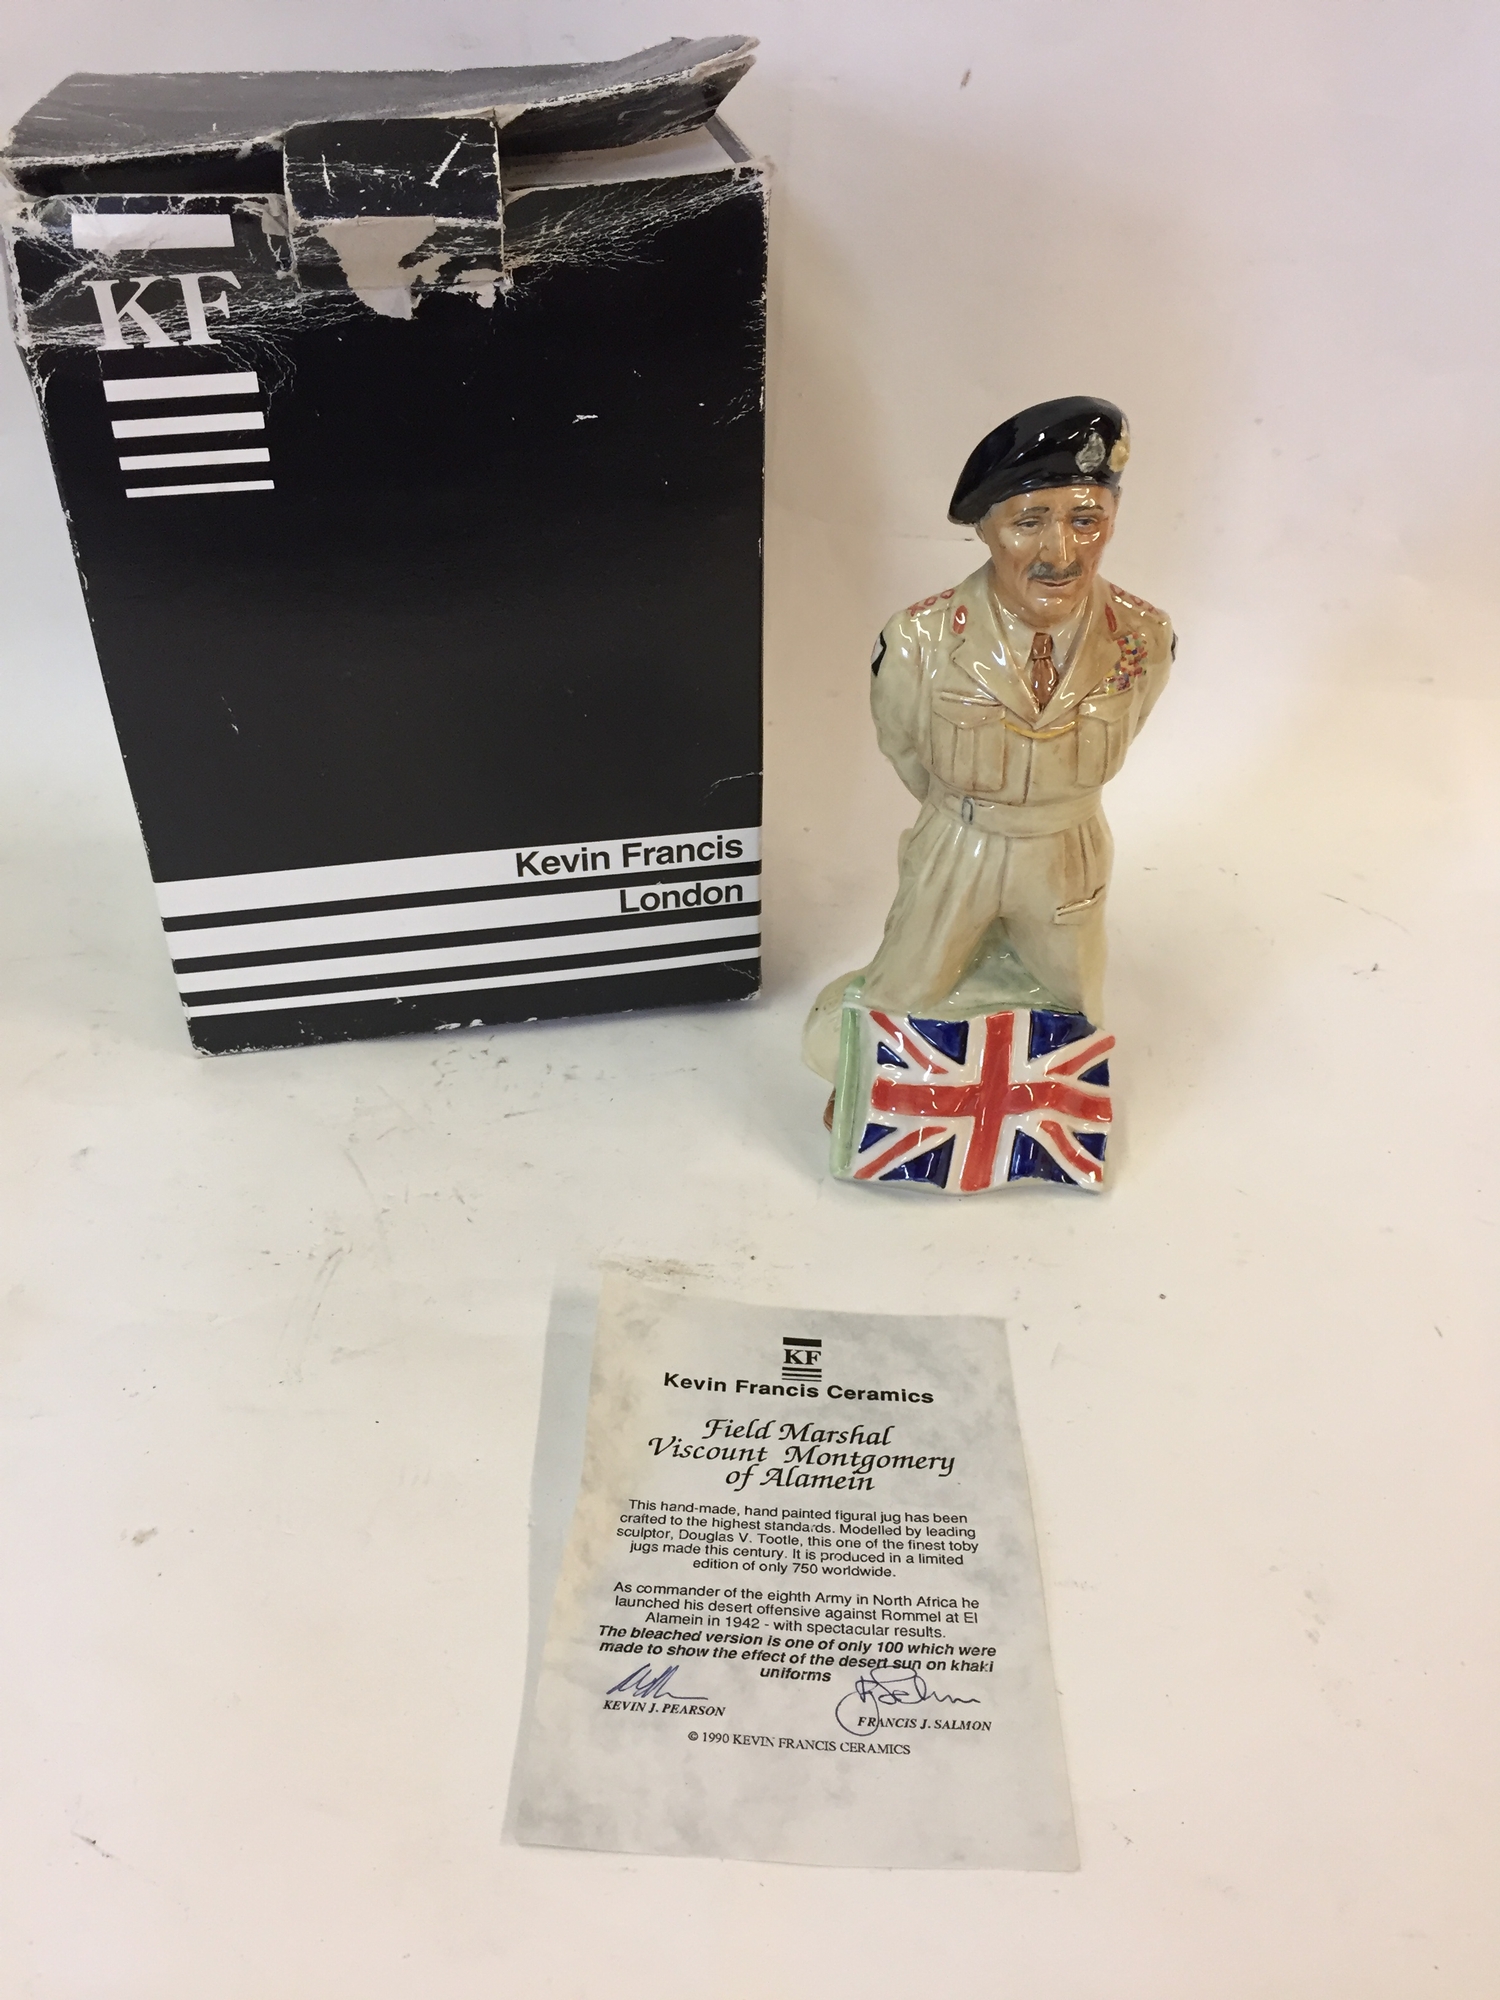 KF
Kevin Francis
London
KF
Kevin Francis Ceramics
Field Marshal
Viscount Montgomery
of Alamein
This hand-made, hand painted figural jug has been
crafted to the highest standards. Modelled by leading
sculptor, Douglas V. Tootle, this one of the finest toby
jugs made this century. It is produced in a limited
edition of only 750 worldwide.
As commander of the eighth Army in North Africa he
launched his desert offensive against Rommel at El
Alamein in 1942 - with spectacular results.
The bleached version is one of only 100 which were
made to show the effect of the desert sun on khaki
uniforms
KEVIN J. PEARSON
FRANCIS J. SALMON
© 1990 KEVIN FRANCIS CERAMICS